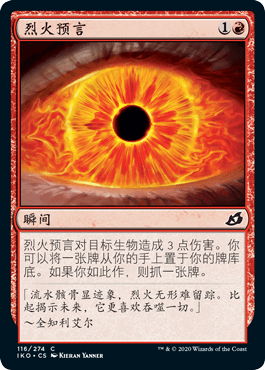 烈火预言 1
瞬间
烈火预言对目标生物造成3点伤害。你
可以将一张牌从你的手上置于你的牌库
底。如果你如此作，则抓一张牌。
「流水骸骨显迹象，烈火无形难留踪。比
起揭示未来，它更喜吞噬一切。」
～全知利艾尔
116/274 C
IKO • CS KIERAN YANNER
™ & © 2020 Wizards of the Coast